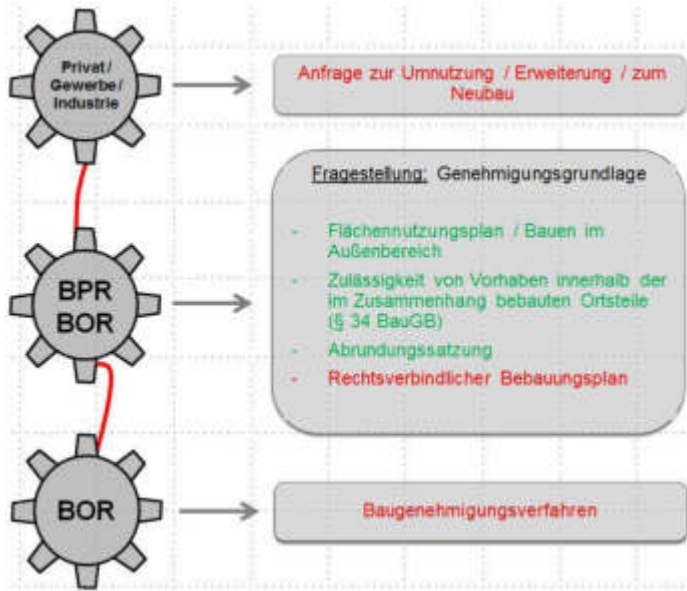 Privat/
Gewerbe/
Industrie
Anfrage zur Umnutzung / Erweiterung / zum
Neubau
BPR
BOR
Fragestellung: Genehmigungsgrundlage
- Flächennutzungsplan / Bauen im
Außenbereich
- Zulässigkeit von Vorhaben innerhalb der
im Zusammenhang bebauten Ortsteile
(§ 34 BauGB)
- Abrundungssatzung
- Rechtsverbindlicher Bebauungsplan
BOR
Baugenehmigungsverfahren